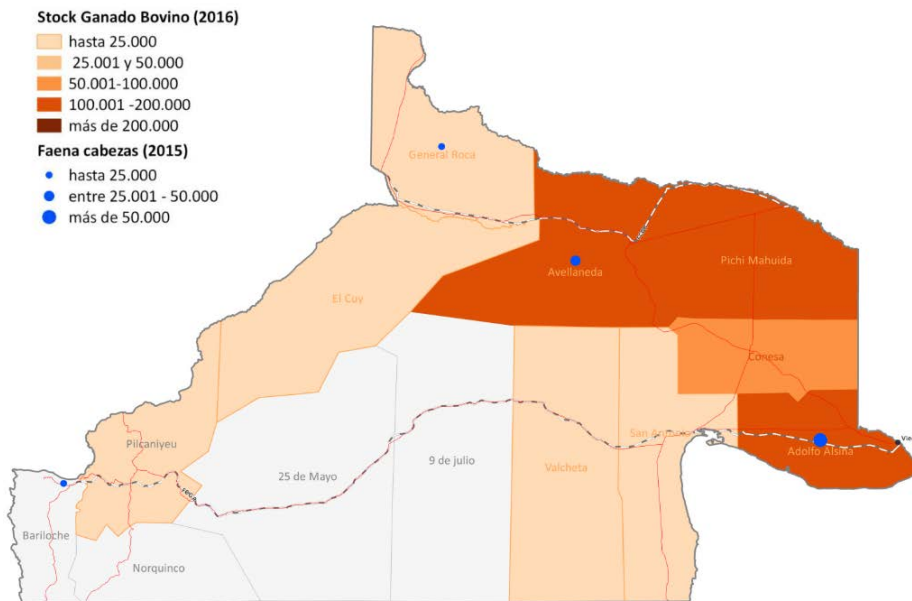 Stock Ganado Bovino (2016)
hasta 25.000
25.001 y 50.000
50.001-100.000
100.001 -200.000
más de 200.000
Faena cabezas (2015)
hasta 25.000
entre 25.001 - 50.000
más de 50.000
General Roca
Avellaneda
Pichi Mahuida
El Cuy
Conesa
Pilcaniyeu
25 de Mayo
9 de julio
Valcheta
San Antonio
Adolfo Alsina
Vie
Bariloche
Norquinco